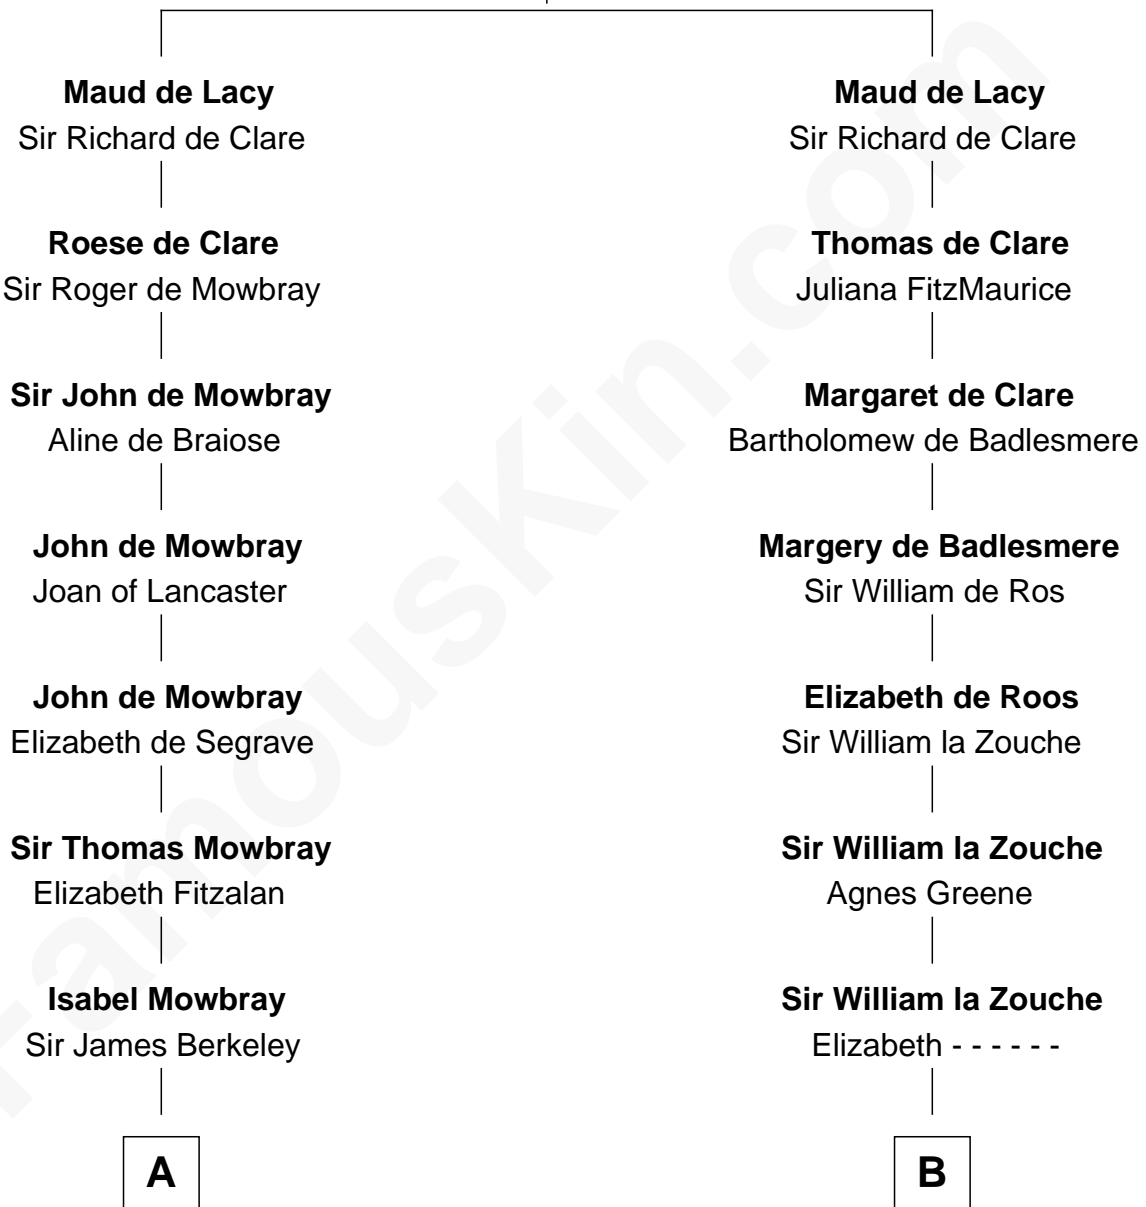 Maud de Lacy
Sir Richard de Clare
Roese de Clare
Sir Roger de Mowbray
Sir John de Mowbray
Aline de Braiose
John de Mowbray
Joan of Lancaster
John de Mowbray
Elizabeth de Segrave
Sir Thomas Mowbray
Elizabeth Fitzalan
Isabel Mowbray
Sir James Berkeley
A
Maud de Lacy
Sir Richard de Clare
Thomas de Clare
Juliana FitzMaurice
Margaret de Clare
Bartholomew de Badlesmere
Margery de Badlesmere
Sir William de Ros
Elizabeth de Roos
Sir William la Zouche
Sir William la Zouche
Agnes Greene
Sir William la Zouche
Elizabeth - - - - - -
B
FamousKin.com